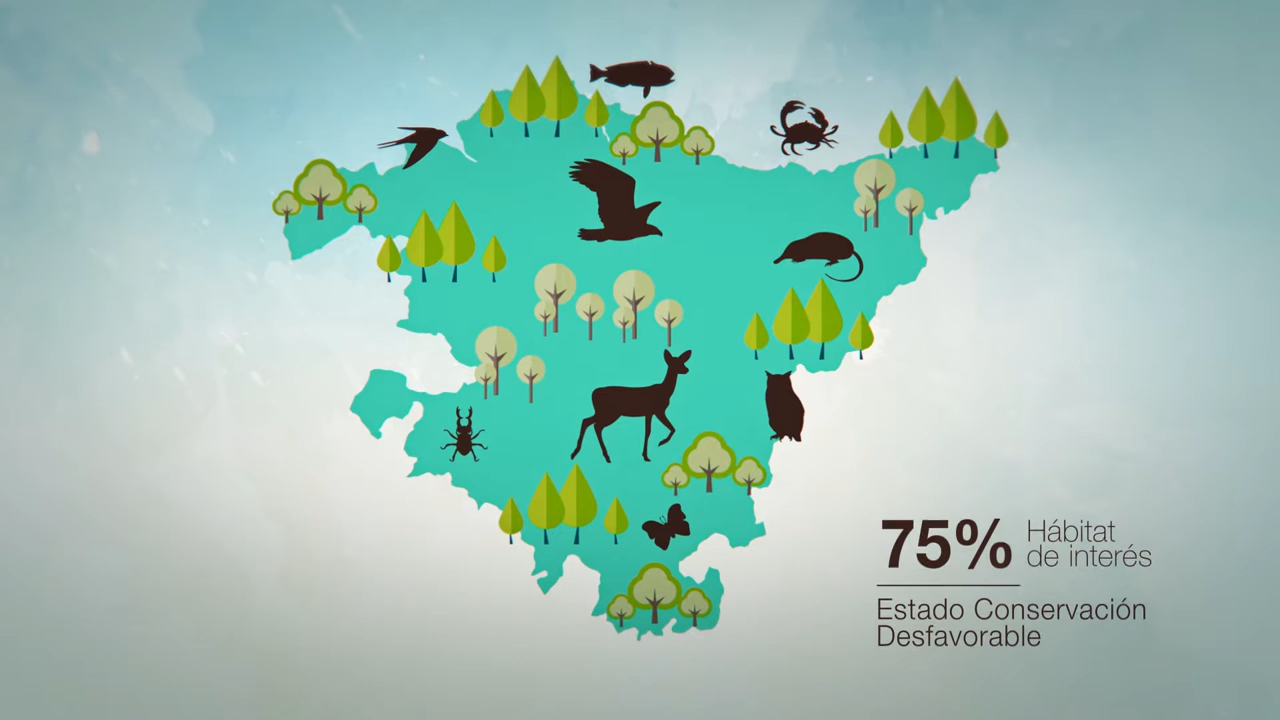 75%
Hábitat
de interés
Estado Conservación
Desfavorable